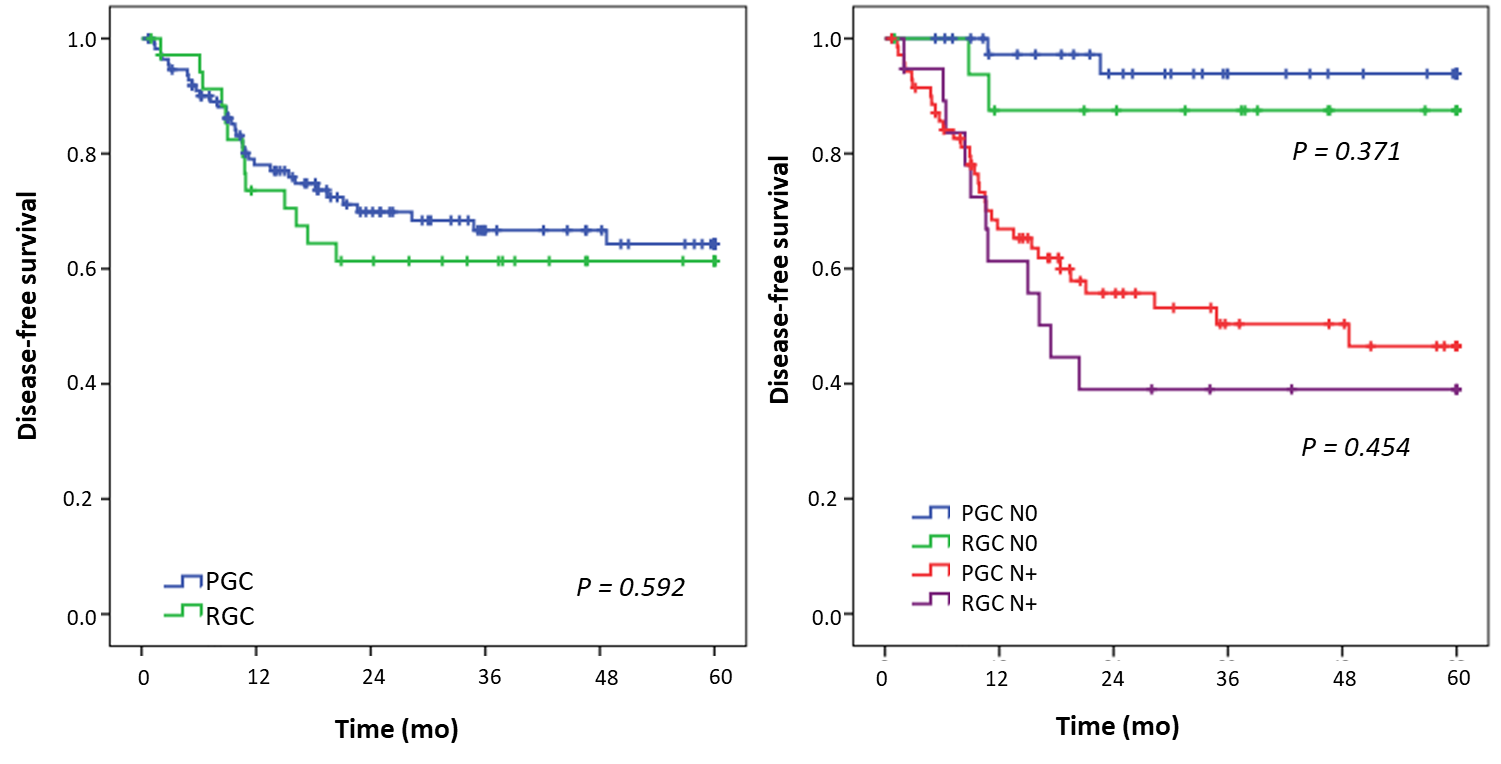 Disease-free survival
1.0
0.8
0.6
0.4
0.2
0.0
PGC
RGC
P = 0.592
0 12 24 36 48 60
Time (mo)
Disease-free survival
1.0
0.8
0.6
0.4
0.2
0.0
P = 0.371
P = 0.454
PGC N0
RGC N0
PGC N+
RGC N+
0 12 24 36 48 60
Time (mo)